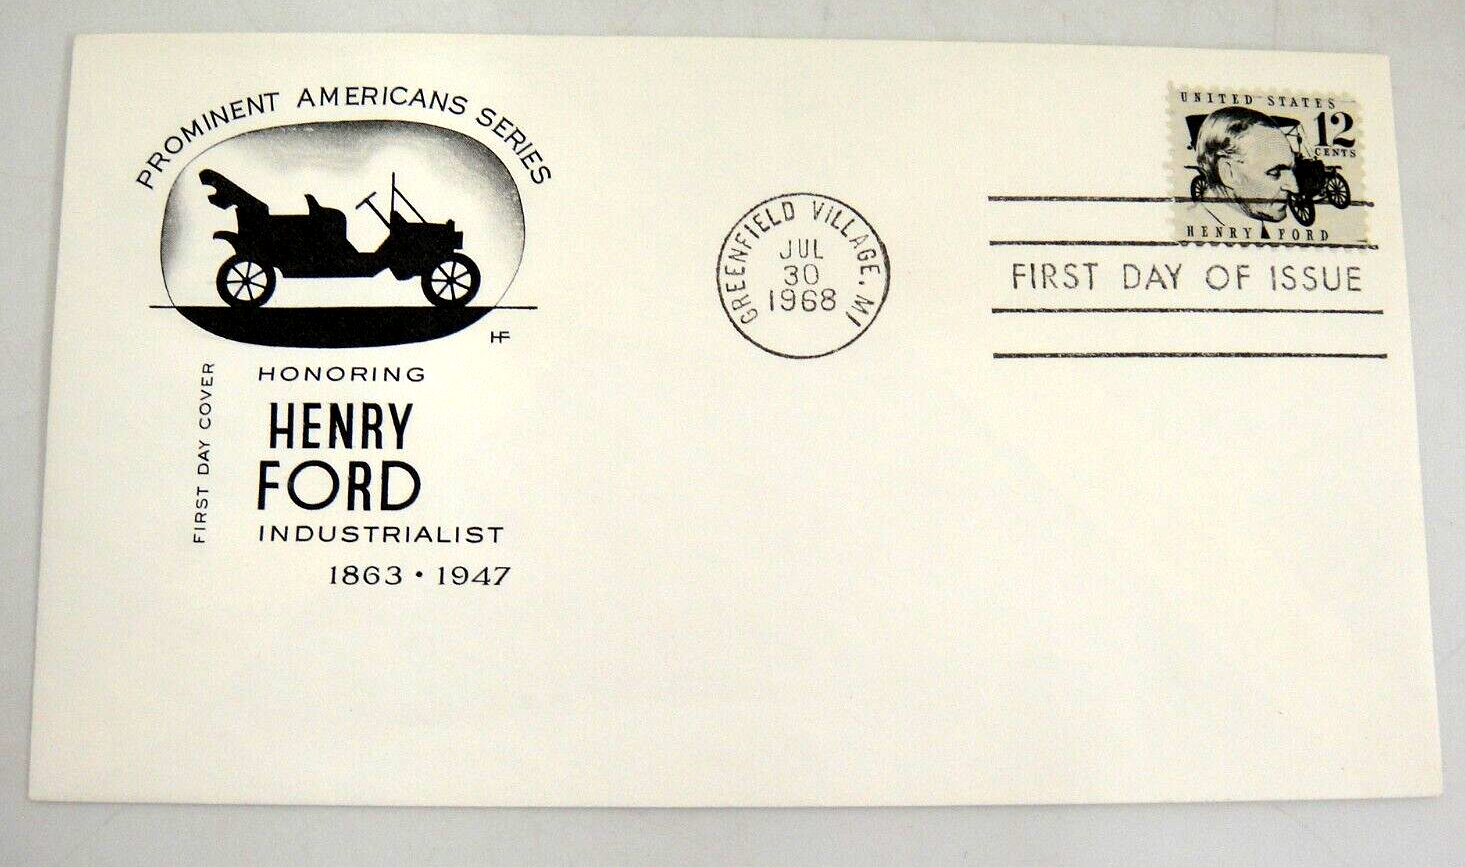 PROMINENT AMERICANS SERIES
HF
FIRST DAY COVER
HONORING
HENRY
FORD
INDUSTRIALIST
1863 • 1947
GREENFIELD VILLAGE, MI
JUL
30
1968
UNITED STATES
12
CENTS
HENRY FORD
FIRST DAY OF ISSUE